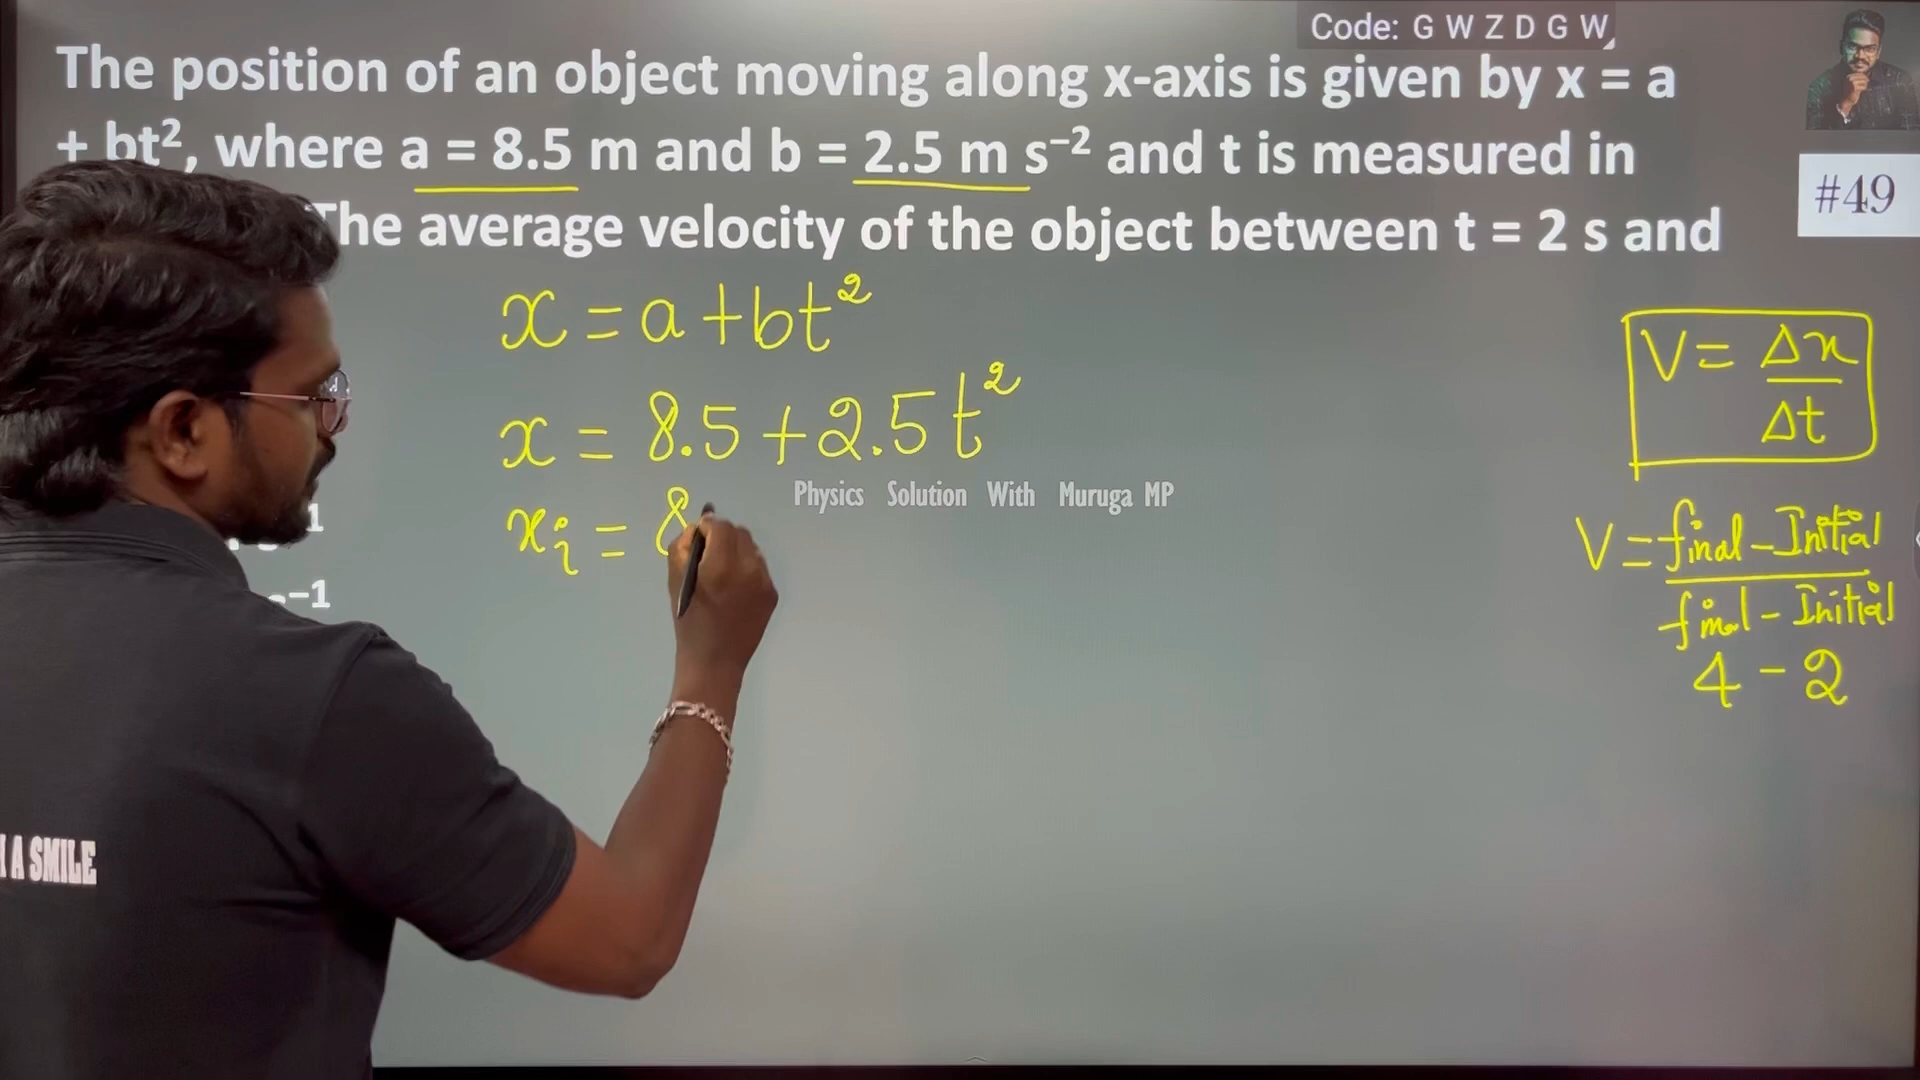 Code: G W Z D G W
The position of an object moving along x-axis is given by x = a
+ bt², where a = 8.5 m and b = 2.5 m s⁻² and t is measured in
The average velocity of the object between t = 2 s and
#49
x = a + bt²
x = 8.5 + 2.5 t²
Physics Solution With Muruga MP
xᵢ = 8
V = Δx
Δt
V = final - Initial
final - Initial
4 - 2
⁻¹
A SMILE